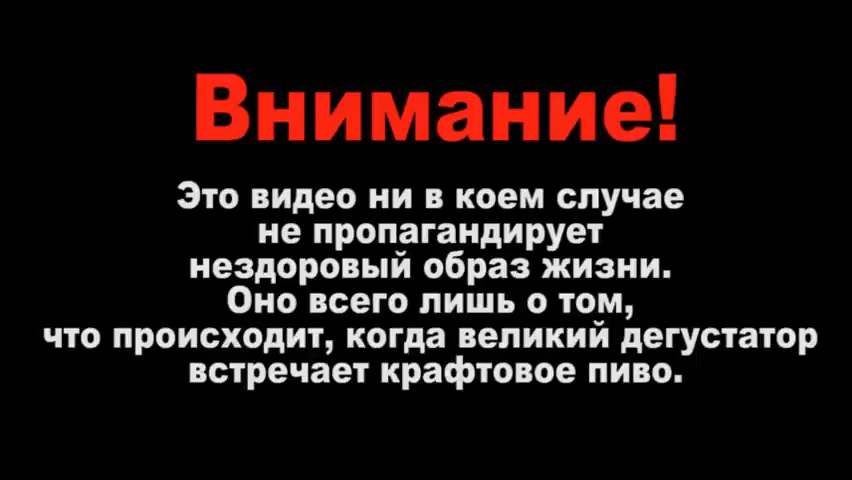 Внимание!
Это видео ни в коем случае
не пропагандирует
нездоровый образ жизни.
Оно всего лишь о том,
что происходит, когда великий дегустатор
встречает крафтовое пиво.